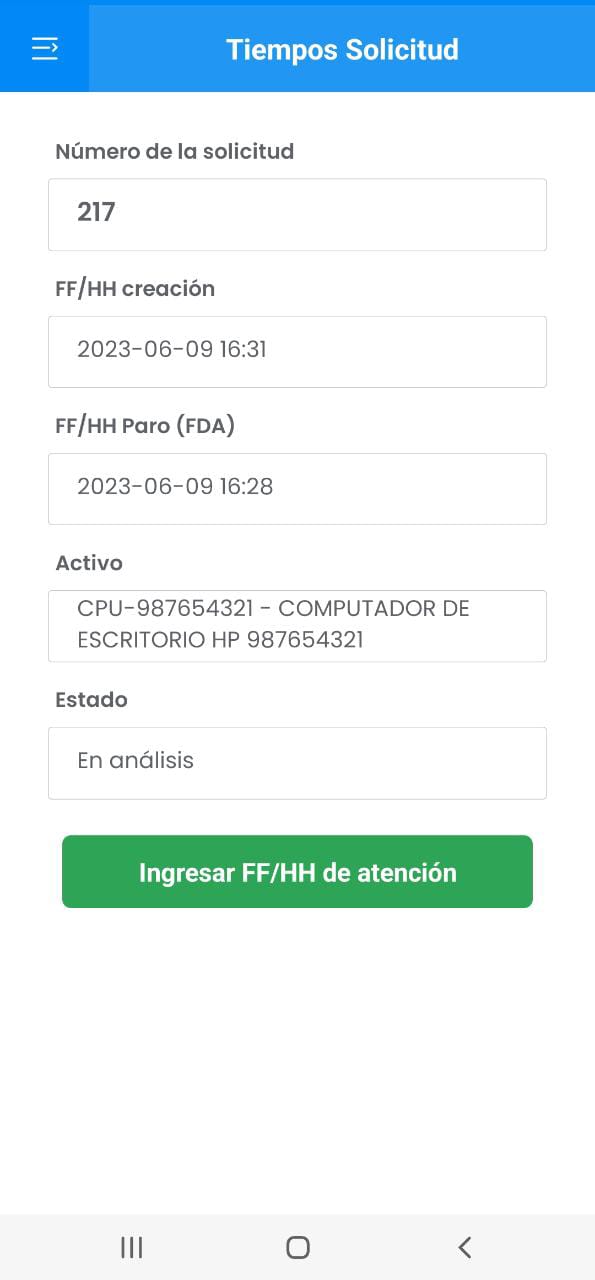 Tiempos Solicitud
Número de la solicitud
217
FF/HH creación
2023-06-09 16:31
FF/HH Paro (FDA)
2023-06-09 16:28
Activo
CPU-987654321 - COMPUTADOR DE
ESCRITORIO HP 987654321
Estado
En análisis
Ingresar FF/HH de atención